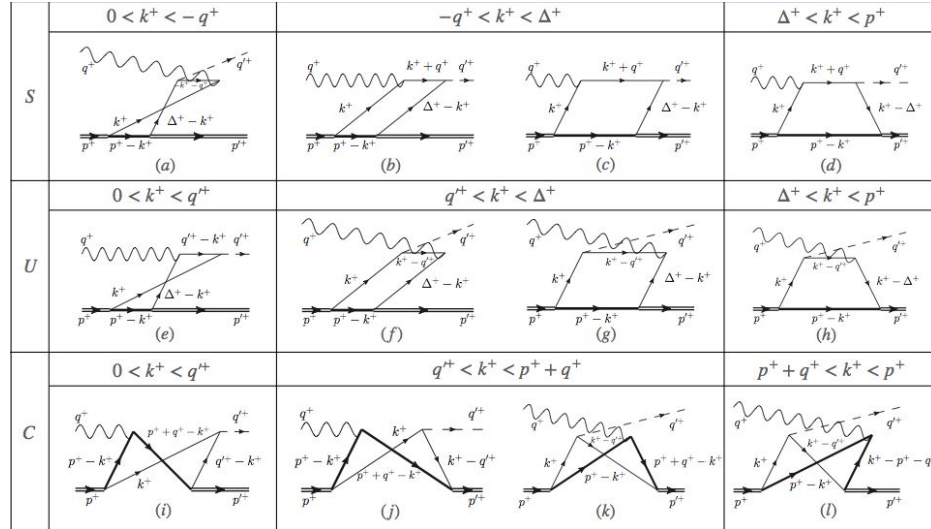 0 < k⁺ < - q⁺
-q⁺ < k⁺ < Δ⁺
Δ⁺ < k⁺ < p⁺
S
q⁺ -k⁺ - q⁺ q′⁺ k⁺ Δ⁺ - k⁺ p⁺ p⁺ - k⁺ p′⁺
(a)
q⁺ k⁺ + q⁺ q′⁺ k⁺ Δ⁺ - k⁺ p⁺ p⁺ - k⁺ p′⁺
(b)
q⁺ k⁺ + q⁺ q′⁺ k⁺ Δ⁺ - k⁺ p⁺ p⁺ - k⁺ p′⁺
(c)
q⁺ k⁺ + q⁺ q′⁺ k⁺ k⁺ - Δ⁺ p⁺ p⁺ - k⁺ p′⁺
(d)
0 < k⁺ < q′⁺
q′⁺ < k⁺ < Δ⁺
Δ⁺ < k⁺ < p⁺
U
q⁺ q′⁺ - k⁺ q′⁺ k⁺ Δ⁺ - k⁺ p⁺ p⁺ - k⁺ p′⁺
(e)
q⁺ k⁺ - q′⁺ q′⁺ k⁺ Δ⁺ - k⁺ p⁺ p⁺ - k⁺ p′⁺
(f)
q⁺ k⁺ - q′⁺ q′⁺ k⁺ Δ⁺ - k⁺ p⁺ p⁺ - k⁺ p′⁺
(g)
q⁺ k⁺ - q′⁺ q′⁺ k⁺ k⁺ - Δ⁺ p⁺ p⁺ - k⁺ p′⁺
(h)
0 < k⁺ < q′⁺
q′⁺ < k⁺ < p⁺ + q⁺
p⁺ + q⁺ < k⁺ < p⁺
C
q⁺ p⁺ + q⁺ - k⁺ q′⁺ p⁺ - k⁺ q′⁺ - k⁺ p⁺ k⁺ p′⁺
(i)
q⁺ k⁺ q′⁺ p⁺ - k⁺ p⁺ + q⁺ - k⁺ k⁺ - q′⁺ p⁺ p′⁺
(j)
q⁺ k⁺ - q′⁺ q′⁺ k⁺ p⁺ + q⁺ - k⁺ p⁺ p⁺ - k⁺ p′⁺
(k)
q⁺ k⁺ - q′⁺ q′⁺ k⁺ k⁺ - p⁺ - q p⁺ p⁺ - k⁺ p′⁺
(l)